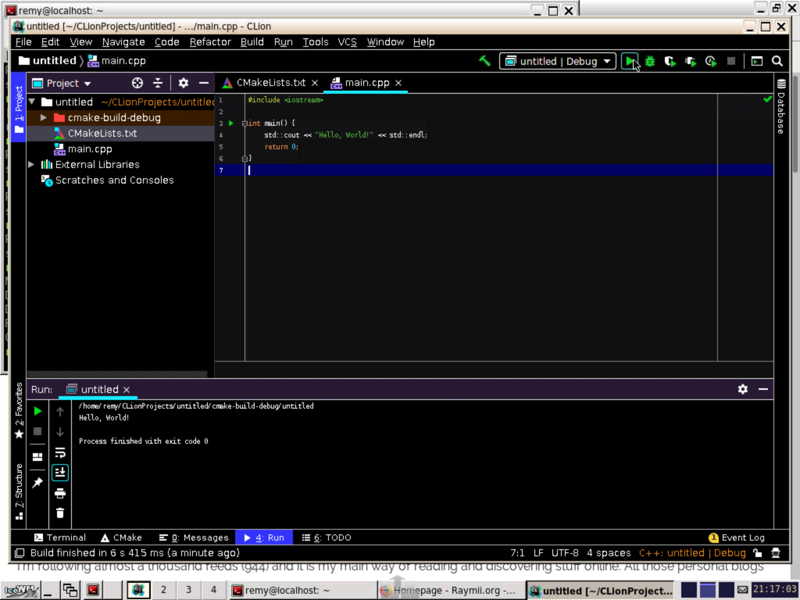 remy@localhost: ~
untitled [~/CLionProjects/untitled] - .../main.cpp - CLion
File Edit View Navigate Code Refactor Build Run Tools VCS Window Help
untitled main.cpp untitled | Debug
1: Project
Project
CMakeLists.txt main.cpp
Database
untitled ~/CLionProjects/untitled
cmake-build-debug
CMakeLists.txt
main.cpp
External Libraries
Scratches and Consoles
1 #include <iostream>
2
3 int main() {
4 std::cout << "Hello, World!" << std::endl;
5 return 0;
6 }
7
Run: untitled
2: Favorites
7: Structure
/home/remy/CLionProjects/untitled/cmake-build-debug/untitled
Hello, World!
Process finished with exit code 0
Terminal CMake 0: Messages 4: Run 6: TODO 1 Event Log
Build finished in 6 s 415 ms (a minute ago) 7:1 LF UTF-8 4 spaces C++: untitled | Debug
I'm following almost a thousand feeds (944) and it is my main way of reading and discovering stuff online. All those personal blogs
IceWM 2 3 4 remy@localhost: ~ Homepage - Raymii.org -... untitled [~/CLionProject... 21:17:03